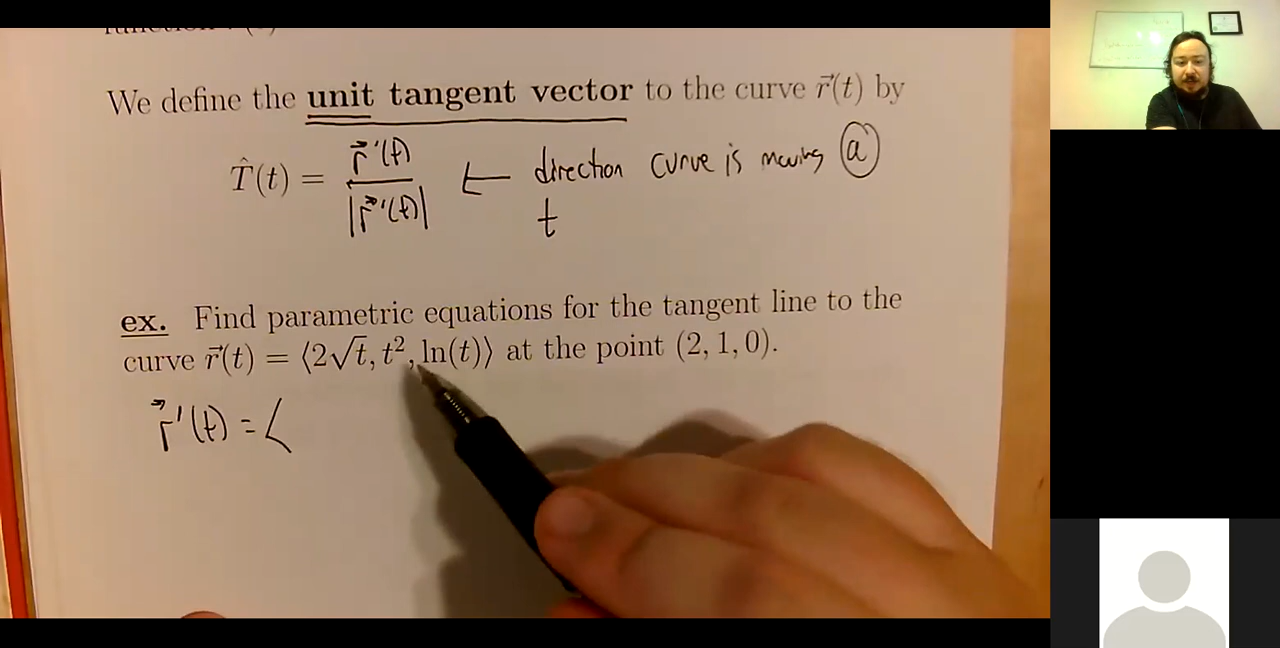 We define the unit tangent vector to the curve r⃗(t) by
T̂(t) = r⃗'(t) / |r⃗'(t)| ← direction curve is moving @
t
ex. Find parametric equations for the tangent line to the
curve r⃗(t) = ⟨2√t, t², ln(t)⟩ at the point (2, 1, 0).
r⃗'(t) = ⟨